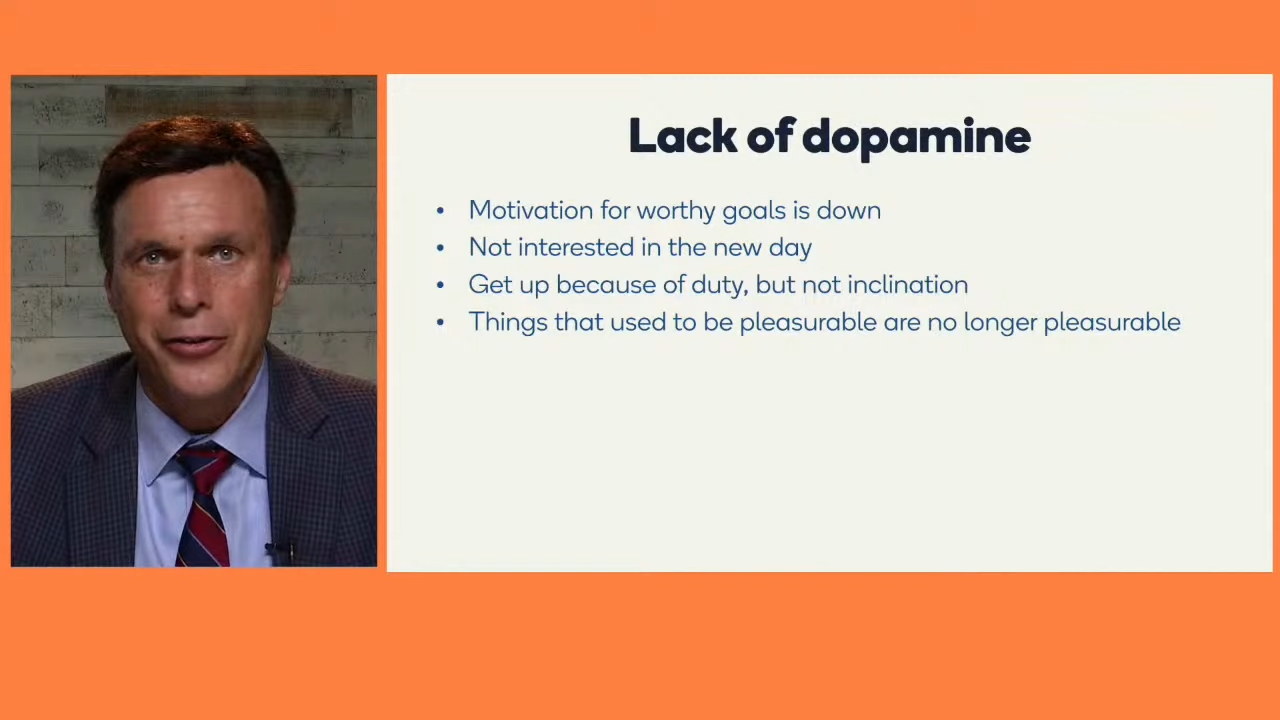 Lack of dopamine
• Motivation for worthy goals is down
• Not interested in the new day
• Get up because of duty, but not inclination
• Things that used to be pleasurable are no longer pleasurable